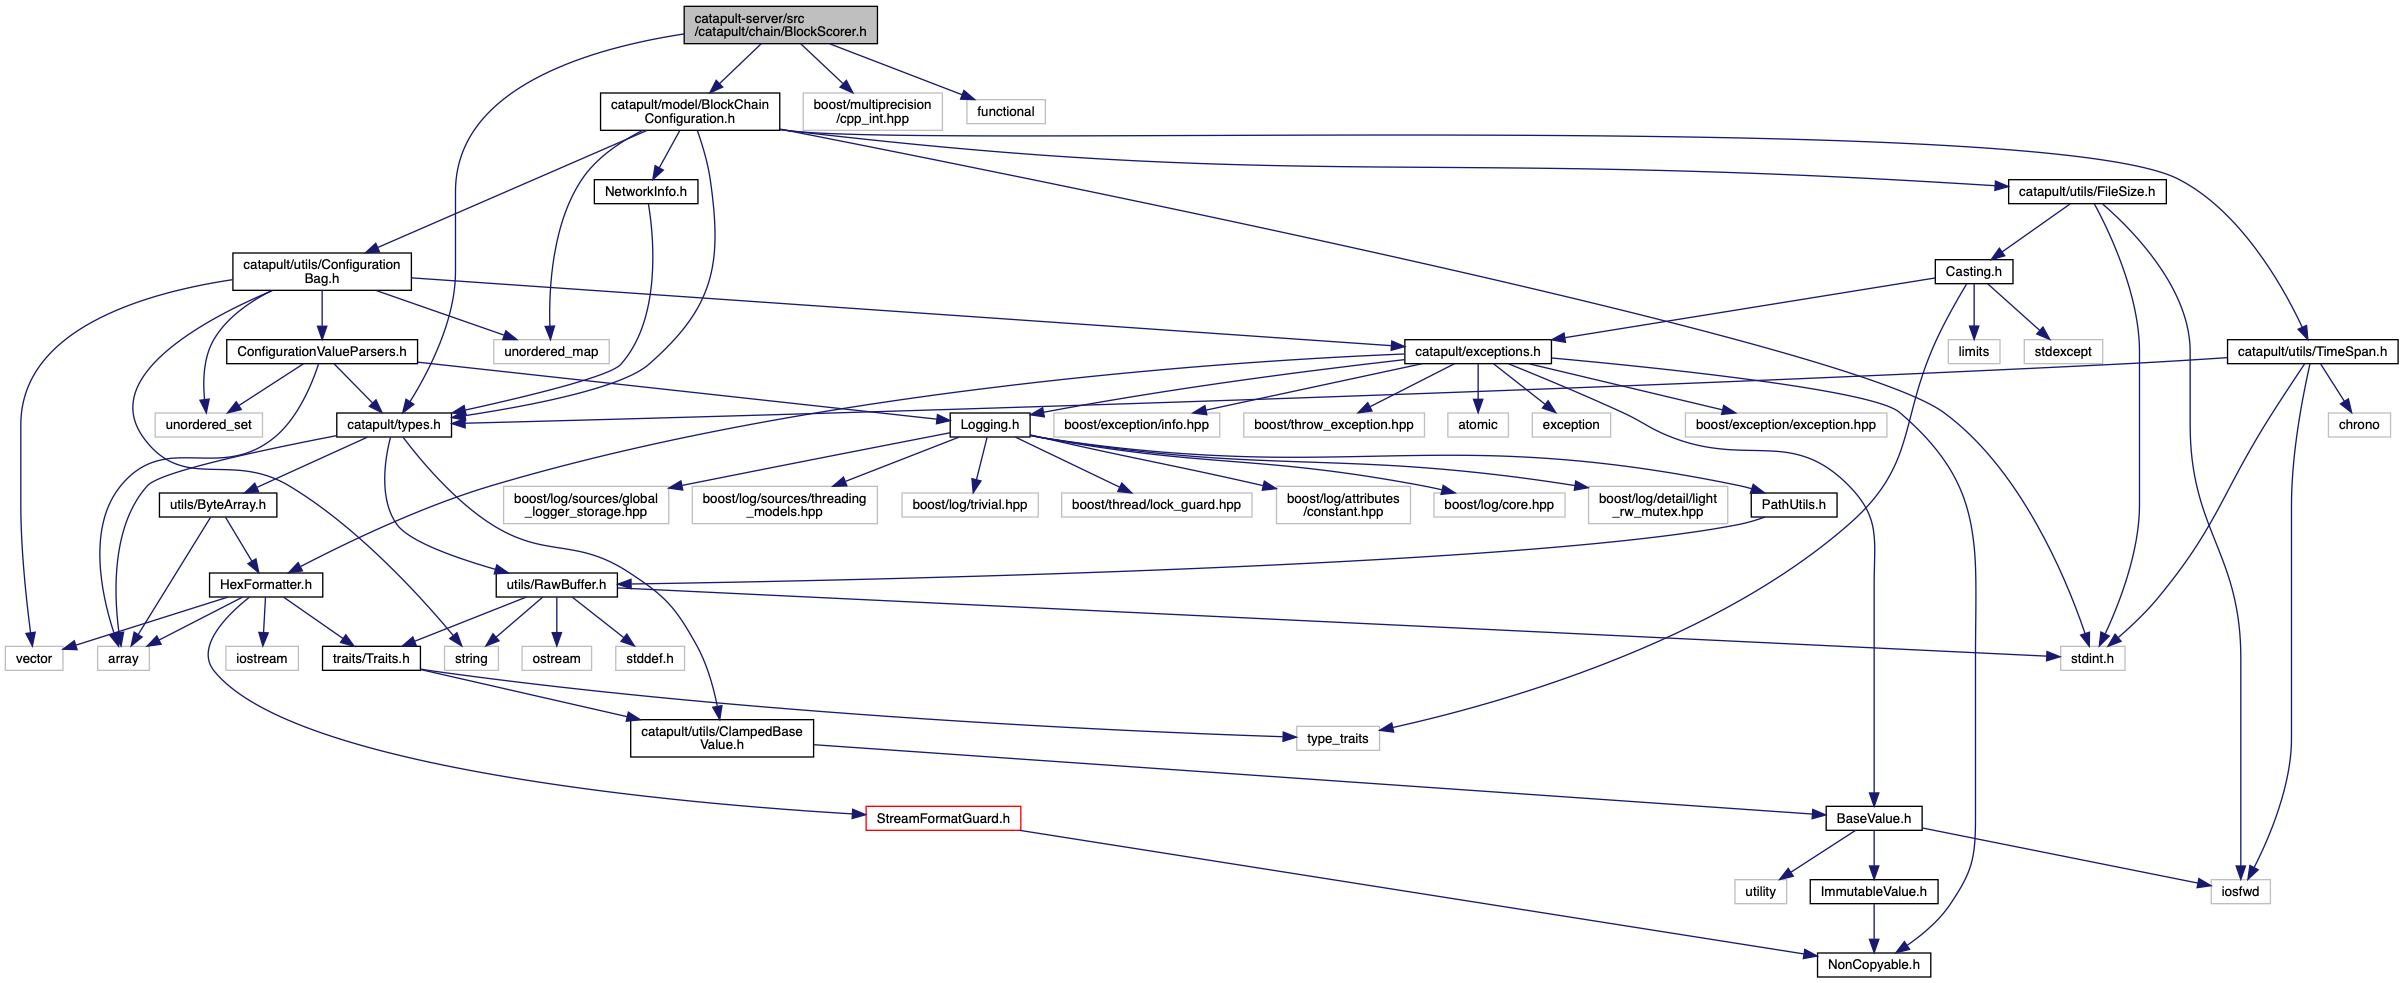 catapult-server/src
/catapult/chain/BlockScorer.h
catapult/model/BlockChain
Configuration.h
boost/multiprecision
/cpp_int.hpp
functional
NetworkInfo.h
catapult/utils/FileSize.h
catapult/utils/Configuration
Bag.h
Casting.h
ConfigurationValueParsers.h
unordered_map
catapult/exceptions.h
limits
stdexcept
catapult/utils/TimeSpan.h
unordered_set
catapult/types.h
Logging.h
boost/exception/info.hpp
boost/throw_exception.hpp
atomic
exception
boost/exception/exception.hpp
chrono
utils/ByteArray.h
boost/log/sources/global
_logger_storage.hpp
boost/log/sources/threading
_models.hpp
boost/log/trivial.hpp
boost/thread/lock_guard.hpp
boost/log/attributes
/constant.hpp
boost/log/core.hpp
boost/log/detail/light
_rw_mutex.hpp
PathUtils.h
HexFormatter.h
utils/RawBuffer.h
vector
array
iostream
traits/Traits.h
string
ostream
stddef.h
stdint.h
catapult/utils/ClampedBase
Value.h
type_traits
StreamFormatGuard.h
BaseValue.h
utility
ImmutableValue.h
iosfwd
NonCopyable.h